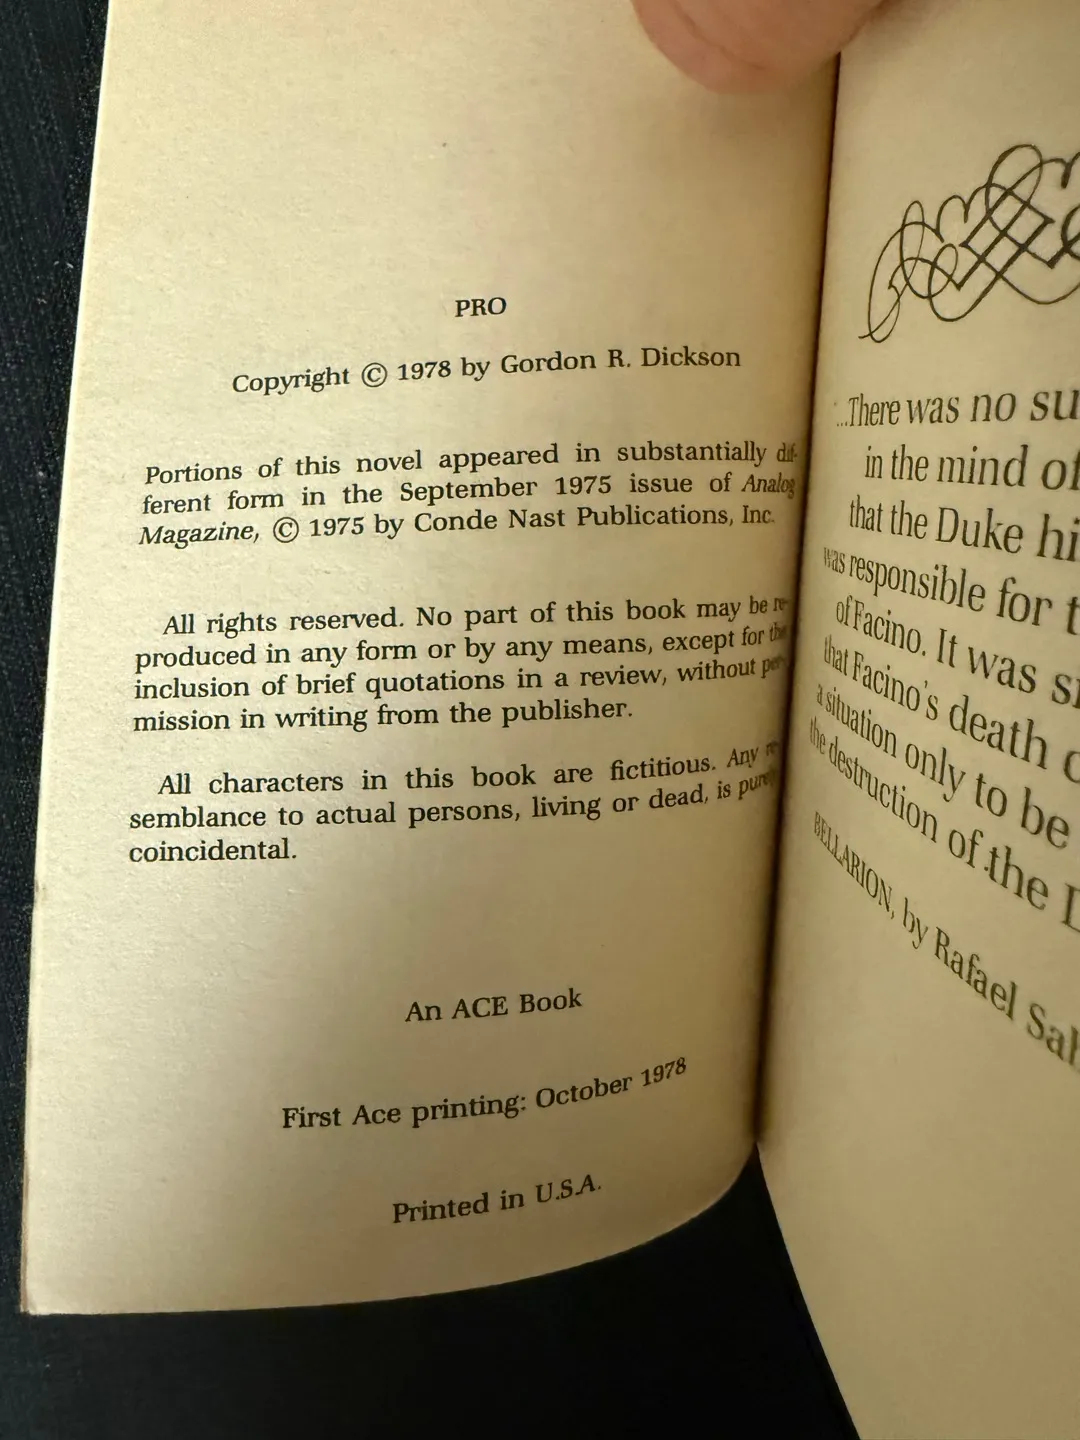 PRO
Copyright © 1978 by Gordon R. Dickson
Portions of this novel appeared in substantially dif-
ferent form in the September 1975 issue of Analog
Magazine, © 1975 by Conde Nast Publications, Inc.
All rights reserved. No part of this book may be re-
produced in any form or by any means, except for the
inclusion of brief quotations in a review, without per-
mission in writing from the publisher.
All characters in this book are fictitious. Any re-
semblance to actual persons, living or dead, is purely
coincidental.
An ACE Book
First Ace printing: October 1978
Printed in U.S.A.
...There was no su
in the mind of
that the Duke hi
was responsible for t
of Facino. It was si
that Facino's death
a situation only to be
the destruction of the
BELLARION, by Rafael Sab